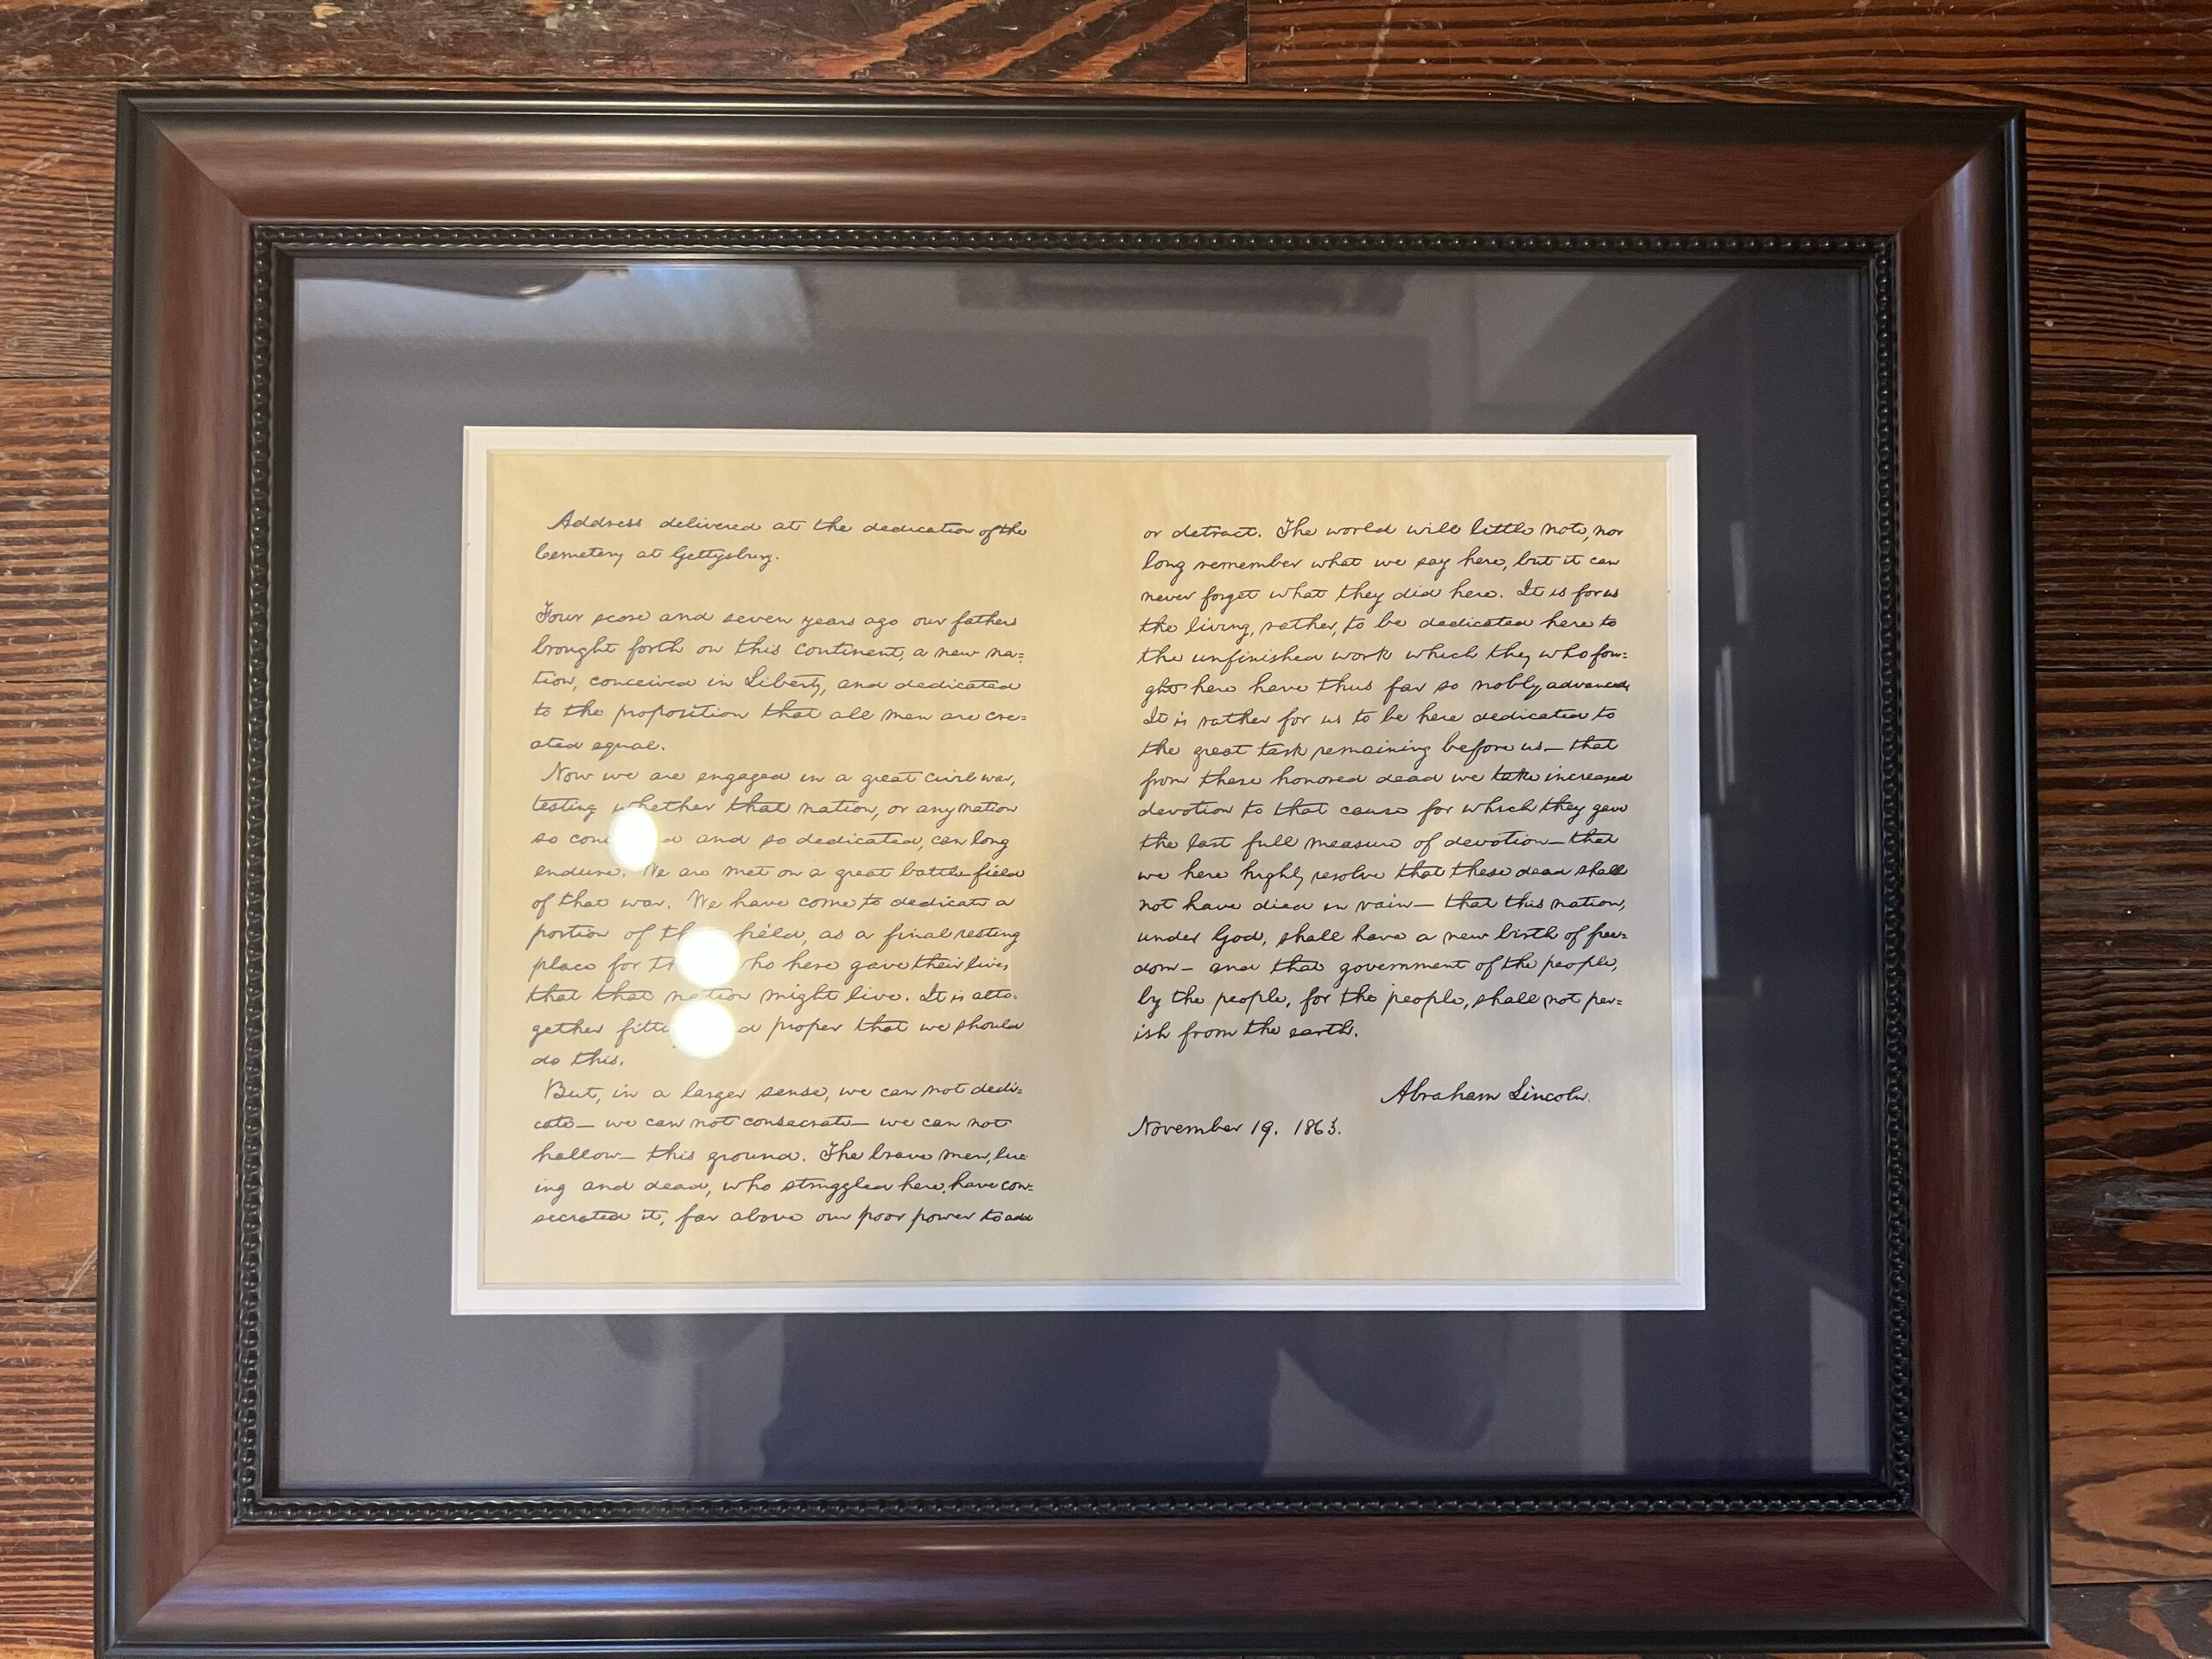 Address delivered at the dedication of the
Cemetery at Gettysburg.
Four score and seven years ago our fathers
brought forth on this continent, a new na=
tion, conceived in Liberty, and dedicated
to the proposition that all men are cre=
ated equal.
Now we are engaged in a great civil war,
testing whether that nation, or any nation
so and so dedicated, can long
endure. We are met on a great battle-field
of that war. We have come to dedicate a
portion of field, as a final resting
place for who here gave their lives
that that nation might live. It is alto=
gether proper that we should
do this.
But, in a larger sense, we can not dedi=
cate— we can not consecrate— we can not
hallow— this ground. The brave men, liv
ing and dead, who struggled here, have con=
secrated it, far above our poor power to add
or detract. The world will little note, nor
long remember what we say here, but it can
never forget what they did here. It is for us
the living, rather, to be dedicated here to
the unfinished work which they who fou=
ght here have thus far so nobly advanced
It is rather for us to be here dedicated to
the great task remaining before us— that
from these honored dead we take increased
devotion to that cause for which they gave
the last full measure of devotion— that
we here highly resolve that these dead shall
not have died in vain— that this nation,
under God, shall have a new birth of free=
dom— and that government of the people,
by the people, for the people, shall not per=
ish from the earth.
Abraham Lincoln.
November 19. 1863.